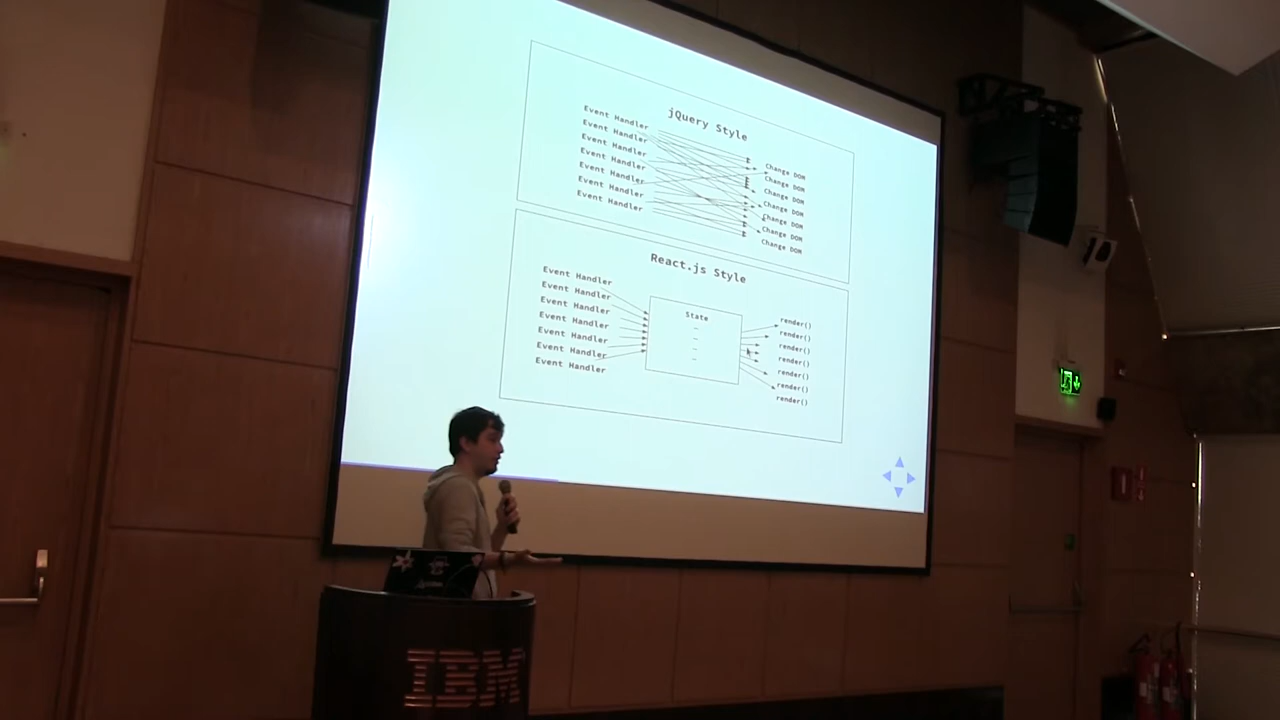 jQuery Style
Event Handler
Event Handler
Event Handler
Event Handler
Event Handler
Event Handler
Event Handler
Change DOM
Change DOM
Change DOM
Change DOM
Change DOM
Change DOM
Change DOM
React.js Style
Event Handler
Event Handler
Event Handler
Event Handler
Event Handler
Event Handler
Event Handler
State
render()
render()
render()
render()
render()
render()
render()
IBM